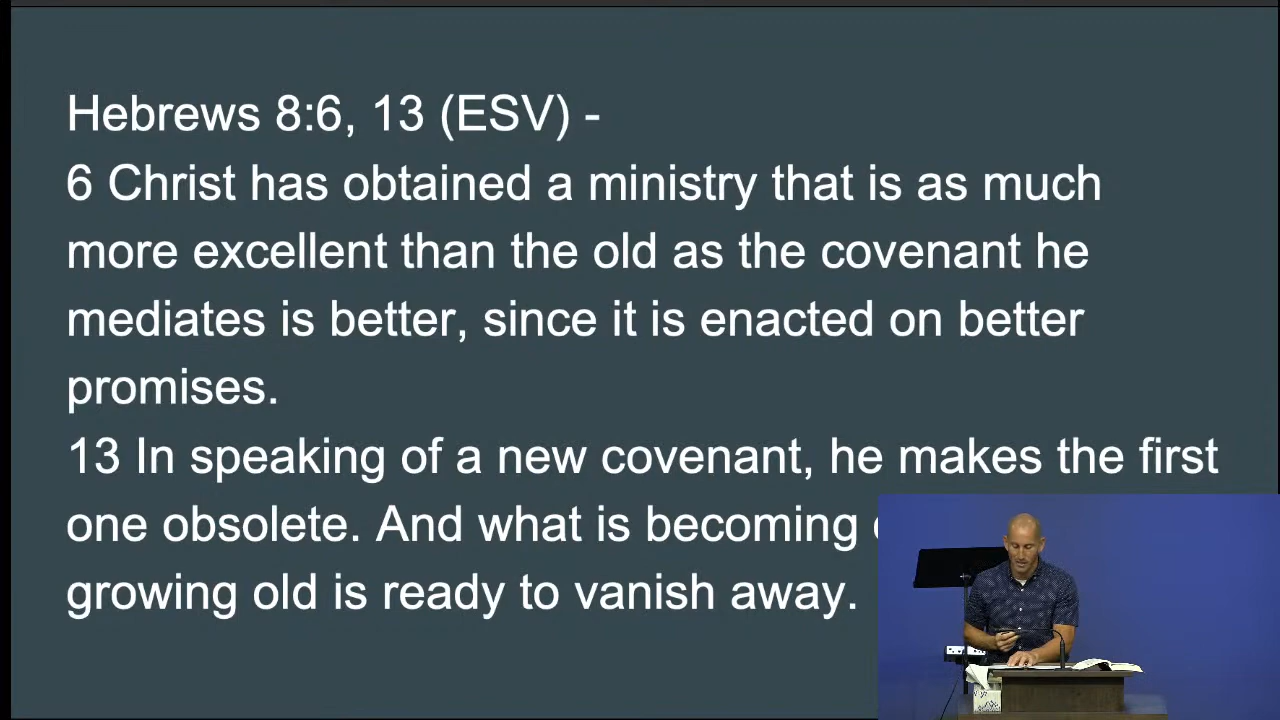 Hebrews 8:6, 13 (ESV) -
6 Christ has obtained a ministry that is as much
more excellent than the old as the covenant he
mediates is better, since it is enacted on better
promises.
13 In speaking of a new covenant, he makes the first
one obsolete. And what is becoming
growing old is ready to vanish away.